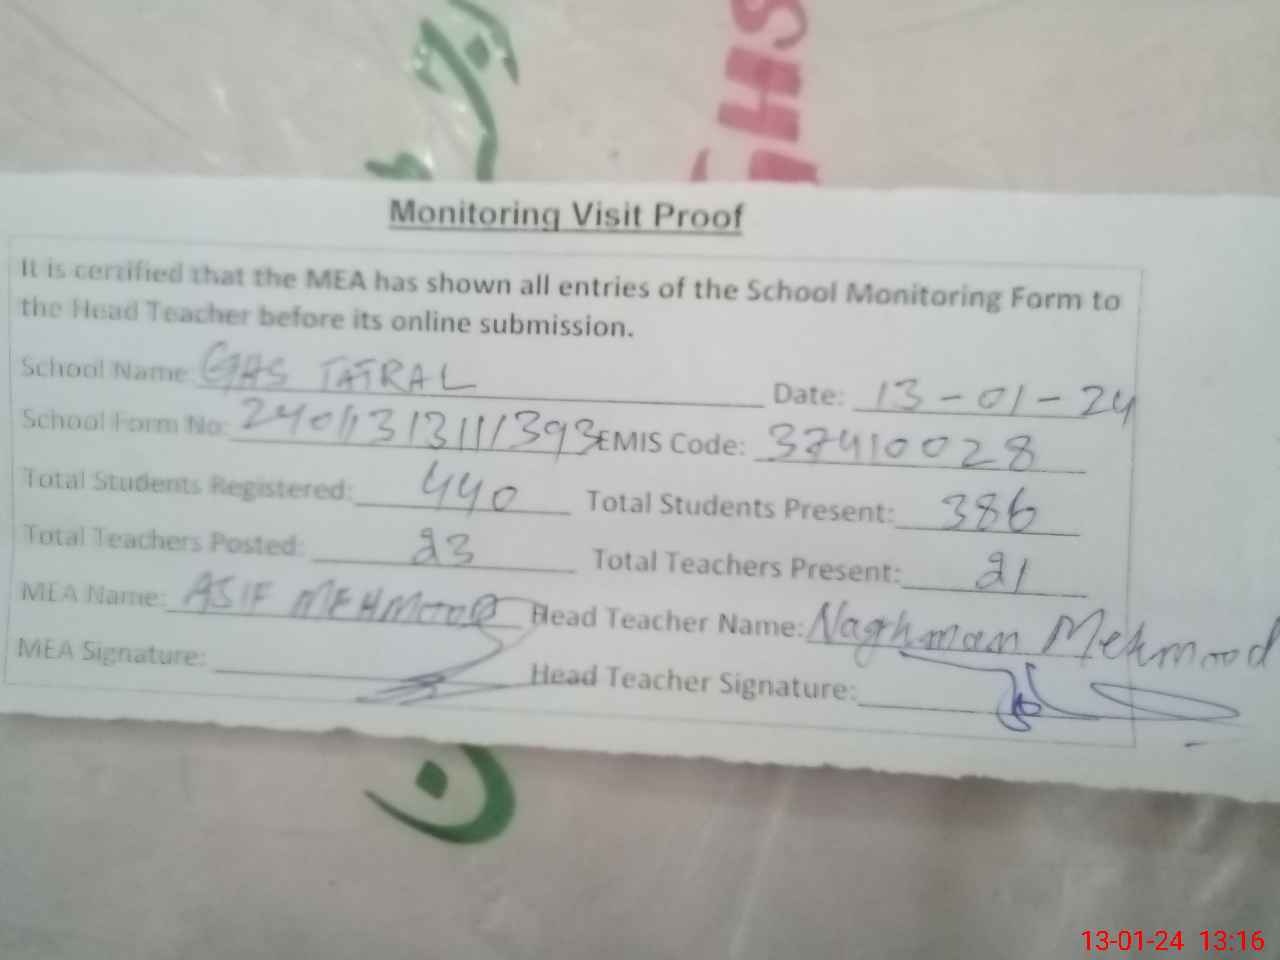 GHS
Monitoring Visit Proof
It is certified that the MEA has shown all entries of the School Monitoring Form to
the Head Teacher before its online submission.
School Name: GHS TATRAL Date: 13-01-24
School Form No: EMIS Code: 37410028
Total Students Registered: 440 Total Students Present: 386
Total Teachers Posted: 23 Total Teachers Present: 21
MEA Name: ASIF MEHMOOD Head Teacher Name: Naghman Mehmood
MEA Signature: Head Teacher Signature:
13-01-24 13:16